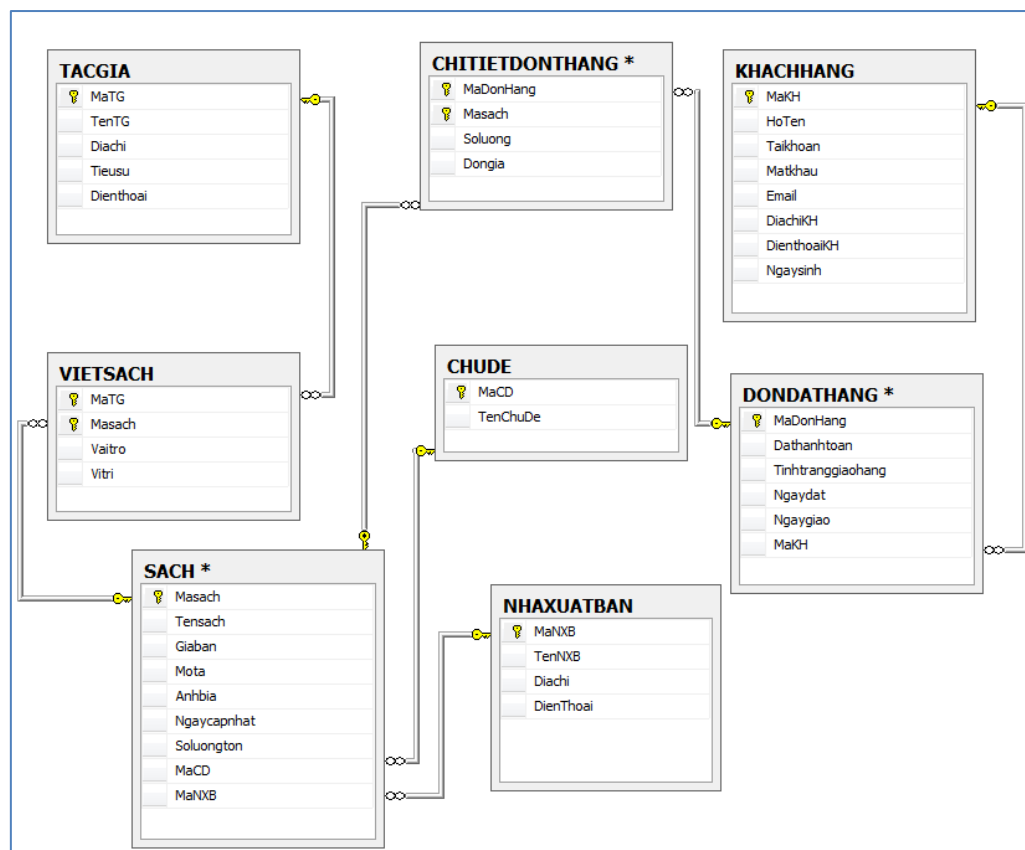 TACGIA
MaTG
TenTG
Diachi
Tieusu
Dienthoai
CHITIETDONTHANG *
MaDonHang
Masach
Soluong
Dongia
KHACHHANG
MaKH
HoTen
Taikhoan
Matkhau
Email
DiachiKH
DienthoaiKH
Ngaysinh
VIETSACH
MaTG
Masach
Vaitro
Vitri
CHUDE
MaCD
TenChuDe
DONDATHANG *
MaDonHang
Dathanhtoan
Tinhtranggiaohang
Ngaydat
Ngaygiao
MaKH
SACH *
Masach
Tensach
Giaban
Mota
Anhbia
Ngaycapnhat
Soluongton
MaCD
MaNXB
NHAXUATBAN
MaNXB
TenNXB
Diachi
DienThoai